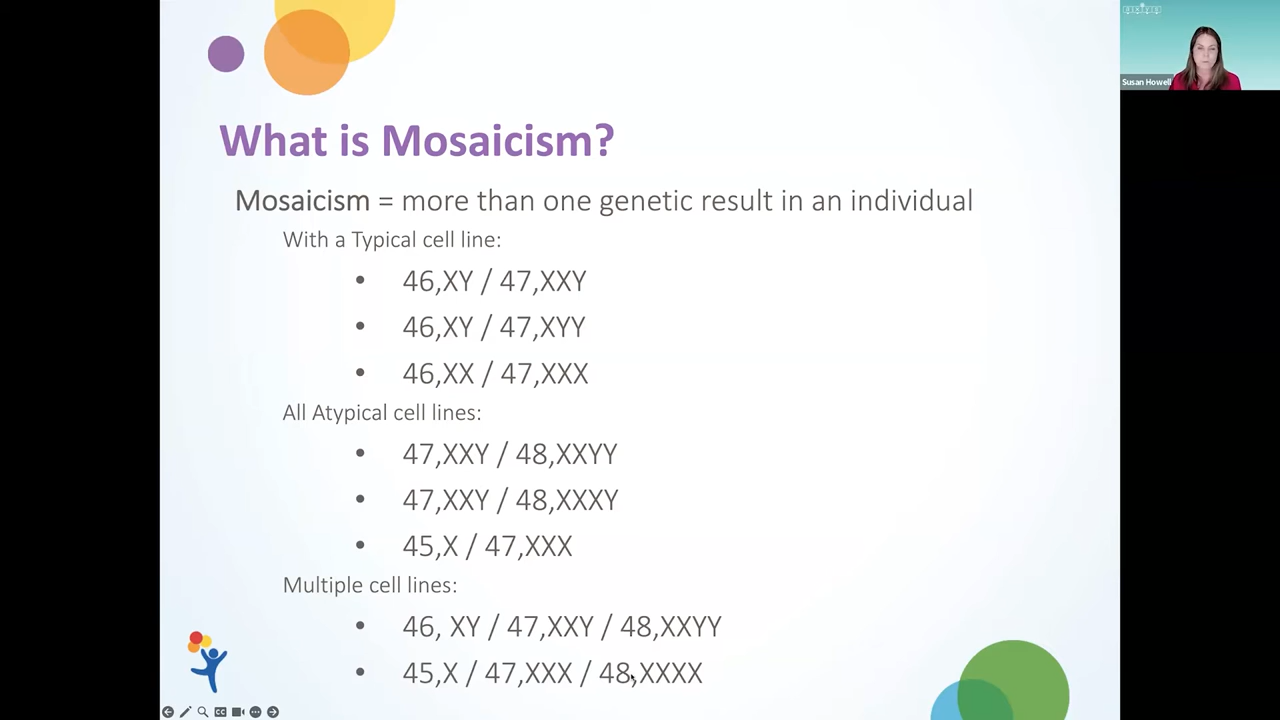 What is Mosaicism?
Mosaicism = more than one genetic result in an individual
With a Typical cell line:
• 46,XY / 47,XXY
• 46,XY / 47,XYY
• 46,XX / 47,XXX
All Atypical cell lines:
• 47,XXY / 48,XXYY
• 47,XXY / 48,XXXY
• 45,X / 47,XXX
Multiple cell lines:
• 46, XY / 47,XXY / 48,XXYY
• 45,X / 47,XXX / 48,XXXX
Susan Howell